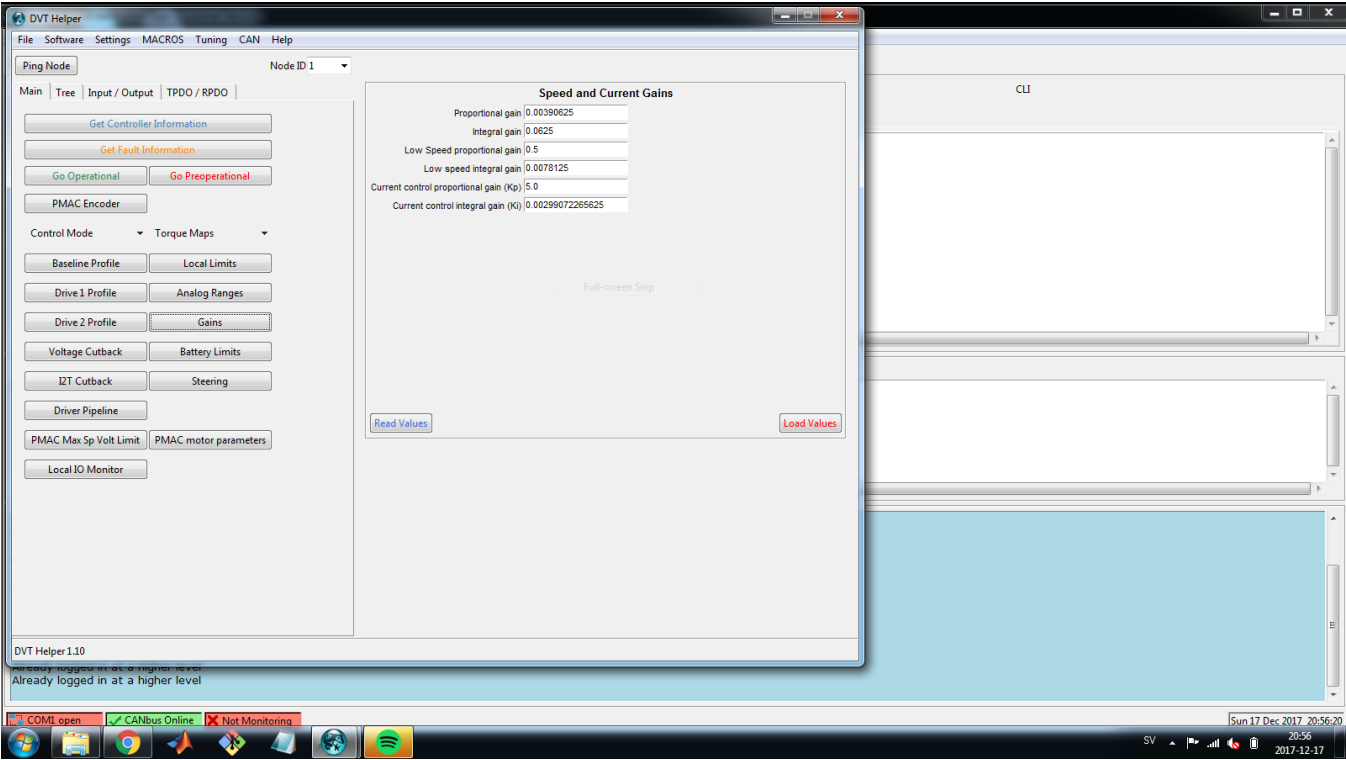 DVT Helper
File Software Settings MACROS Tuning CAN Help
Ping Node
Node ID 1
Main Tree Input / Output TPDO / RPDO
Get Controller Information
Get Fault Information
Go Operational Go Preoperational
PMAC Encoder
Control Mode Torque Maps
Baseline Profile Local Limits
Drive 1 Profile Analog Ranges
Drive 2 Profile Gains
Voltage Cutback Battery Limits
I2T Cutback Steering
Driver Pipeline
PMAC Max Sp Volt Limit PMAC motor parameters
Local IO Monitor
Speed and Current Gains
Proportional gain 0.00390625
Integral gain 0.0625
Low Speed proportional gain 0.5
Low speed integral gain 0.0078125
Current control proportional gain (Kp) 5.0
Current control integral gain (Ki) 0.00299072265625
Full-screen Snip
Read Values Load Values
DVT Helper 1.10
CLI
Already logged in at a higher level
Already logged in at a higher level
COM1 open CANbus Online Not Monitoring
Sun 17 Dec 2017 20:56:20
SV
20:56
2017-12-17